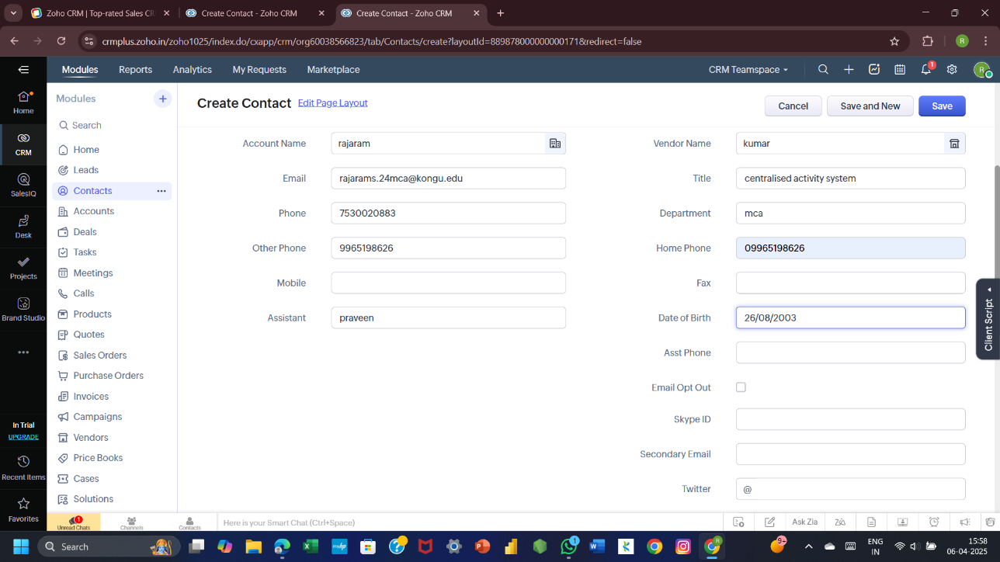 Zoho CRM | Top-rated Sales CR
Create Contact - Zoho CRM
Create Contact - Zoho CRM
crmplus.zoho.in/zoho1025/index.do/cxapp/crm/org60038566823/tab/Contacts/create?layoutId=889878000000000171&redirect=false
R
Modules
Reports
Analytics
My Requests
Marketplace
CRM Teamspace
1
R
Home
CRM
SalesIQ
Desk
Projects
Brand Studio
In Trial
UPGRADE
Recent Items
Favorites
Modules
Search
Home
Leads
Contacts
Accounts
Deals
Tasks
Meetings
Calls
Products
Quotes
Sales Orders
Purchase Orders
Invoices
Campaigns
Vendors
Price Books
Cases
Solutions
Create Contact Edit Page Layout
Cancel
Save and New
Save
Account Name rajaram
Vendor Name kumar
Email rajarams.24mca@kongu.edu
Title centralised activity system
Phone 7530020883
Department mca
Other Phone 9965198626
Home Phone 09965198626
Mobile
Fax
Assistant praveen
Date of Birth 26/08/2003
Asst Phone
Email Opt Out
Skype ID
Secondary Email
Twitter @
Client Script
1
Unread Chats
Channels
Contacts
Here is your Smart Chat (Ctrl+Space)
Ask Zia
Search
1
R
9+
ENG
IN
15:58
06-04-2025